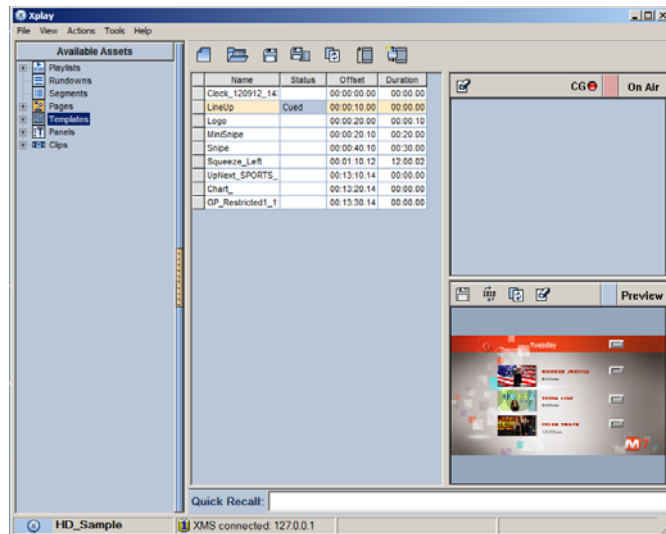 Xplay
File View Actions Tools Help
Available Assets
Playlists
Rundowns
Segments
Pages
Templates
Panels
Clips
Name Status Offset Duration
Clock_120912_14: 00:00:00.00 00:00.00
LineUp Cued 00:00:10.00 00:00.00
Logo 00:00:20.00 00:00.10
MiniSnipe 00:00:20.10 00:20.00
Snipe 00:00:40.10 00:30.00
Squeeze_Left 00:01:10.12 12:00.02
UpNext_SPORTS_ 00:13:10.14 00:00.00
Chart_ 00:13:20.14 00:00.00
GP_Restricted1_1 00:13:30.14 00:00.00
CG On Air
Preview
Tuesday
Quick Recall:
HD_Sample
XMS connected: 127.0.0.1